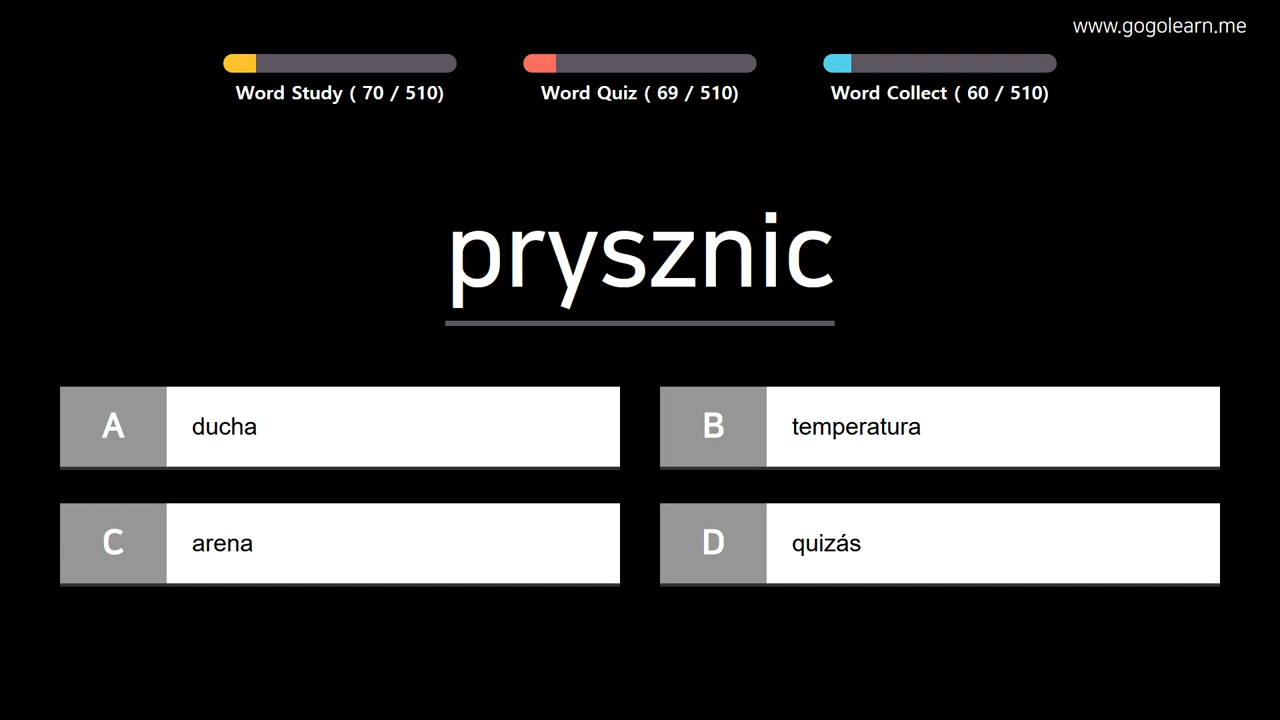 www.gogolearn.me
Word Study ( 70 / 510)
Word Quiz ( 69 / 510)
Word Collect ( 60 / 510)
prysznic
A ducha
B temperatura
C arena
D quizás